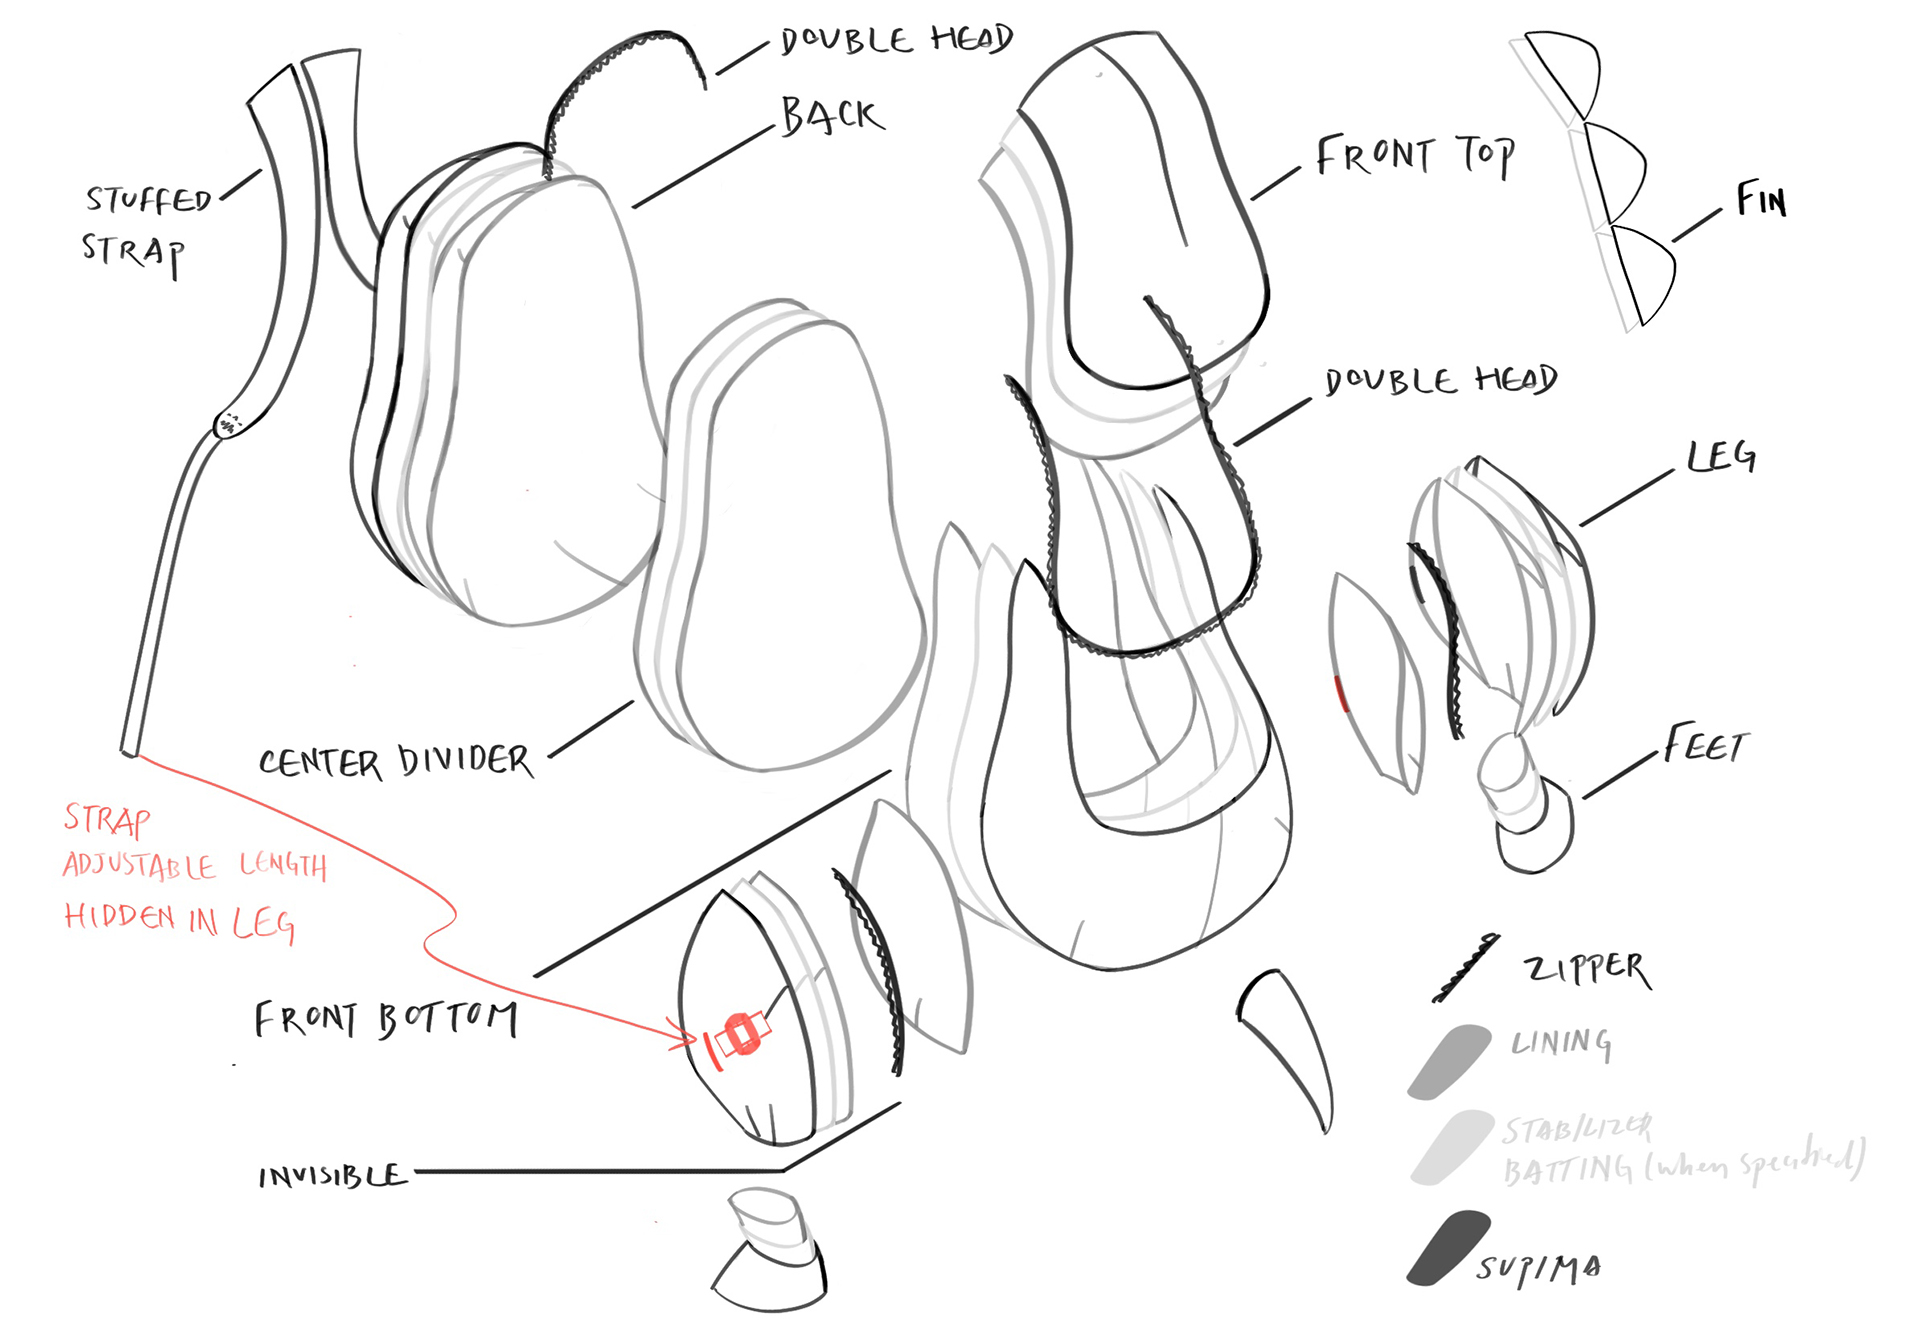 DOUBLE HEAD
BACK
STUFFED
STRAP
FRONT TOP
FIN
DOUBLE HEAD
LEG
FEET
CENTER DIVIDER
STRAP
ADJUSTABLE LENGTH
HIDDEN IN LEG
FRONT BOTTOM
INVISIBLE
ZIPPER
LINING
STABILIZER
BATTING (when specified)
SUPIMA